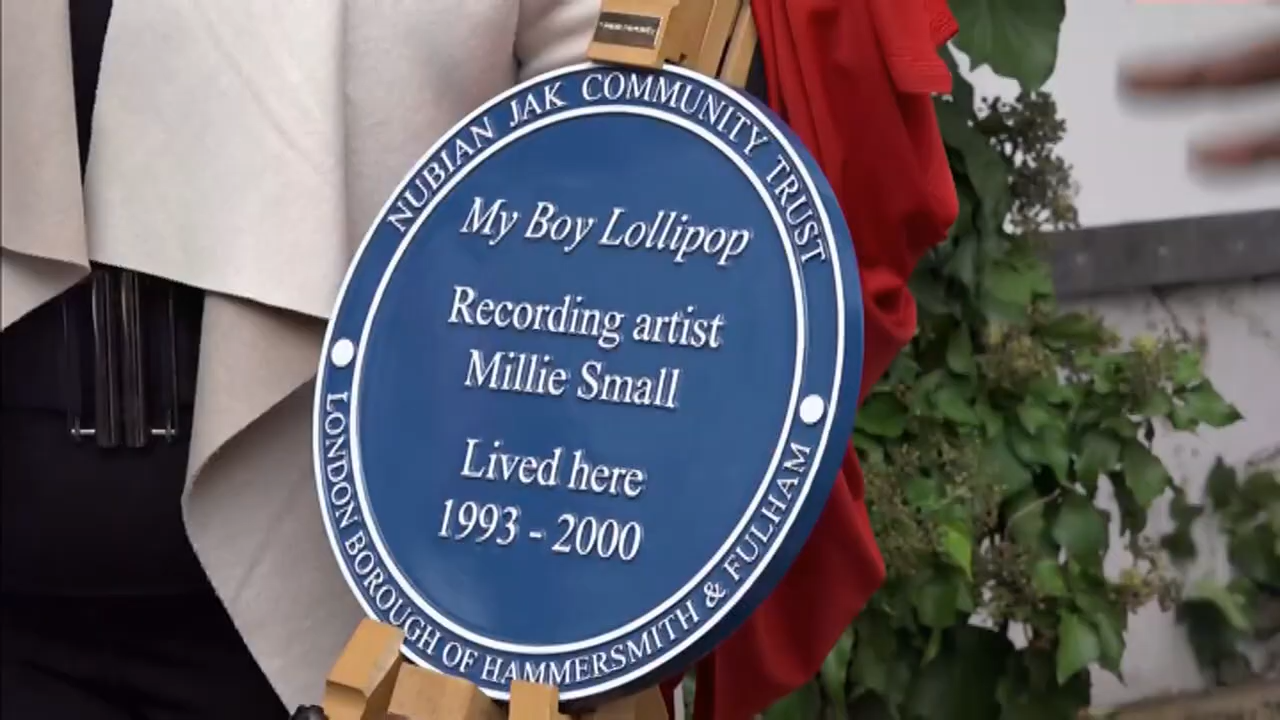 NUBIAN JAK COMMUNITY TRUST
My Boy Lollipop
Recording artist
Millie Small
Lived here
1993 - 2000
LONDON BOROUGH OF HAMMERSMITH & FULHAM